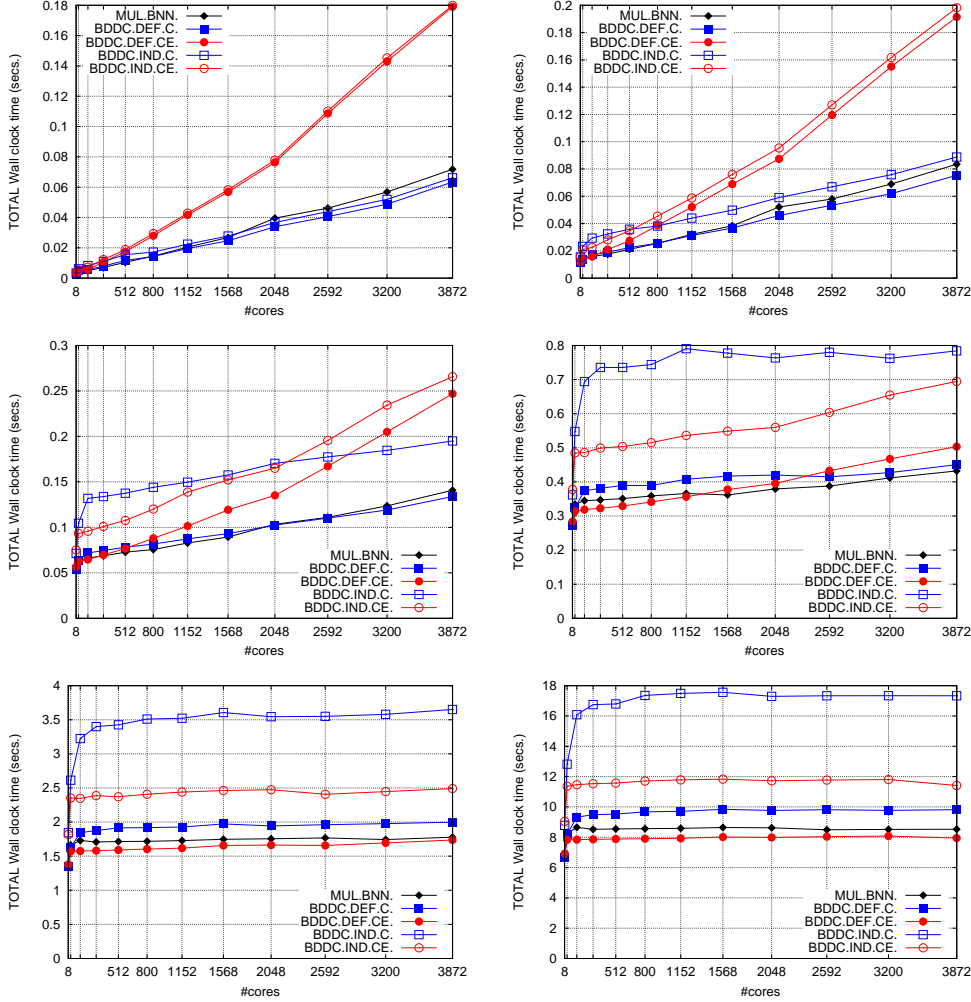 TOTAL Wall clock time (secs.)
0.18
0.16
0.14
0.12
0.1
0.08
0.06
0.04
0.02
0
MUL.BNN.
BDDC.DEF.C.
BDDC.DEF.CE.
BDDC.IND.C.
BDDC.IND.CE.
8 512 800 1152 1568 2048 2592 3200 3872
#cores
TOTAL Wall clock time (secs.)
0.2
0.18
0.16
0.14
0.12
0.1
0.08
0.06
0.04
0.02
0
MUL.BNN.
BDDC.DEF.C.
BDDC.DEF.CE.
BDDC.IND.C.
BDDC.IND.CE.
8 512 800 1152 1568 2048 2592 3200 3872
#cores
TOTAL Wall clock time (secs.)
0.3
0.25
0.2
0.15
0.1
0.05
0
MUL.BNN.
BDDC.DEF.C.
BDDC.DEF.CE.
BDDC.IND.C.
BDDC.IND.CE.
8 512 800 1152 1568 2048 2592 3200 3872
#cores
TOTAL Wall clock time (secs.)
0.8
0.7
0.6
0.5
0.4
0.3
0.2
0.1
0
MUL.BNN.
BDDC.DEF.C.
BDDC.DEF.CE.
BDDC.IND.C.
BDDC.IND.CE.
8 512 800 1152 1568 2048 2592 3200 3872
#cores
TOTAL Wall clock time (secs.)
4
3.5
3
2.5
2
1.5
1
0.5
0
MUL.BNN.
BDDC.DEF.C.
BDDC.DEF.CE.
BDDC.IND.C.
BDDC.IND.CE.
8 512 800 1152 1568 2048 2592 3200 3872
#cores
TOTAL Wall clock time (secs.)
18
16
14
12
10
8
6
4
2
0
MUL.BNN.
BDDC.DEF.C.
BDDC.DEF.CE.
BDDC.IND.C.
BDDC.IND.CE.
8 512 800 1152 1568 2048 2592 3200 3872
#cores